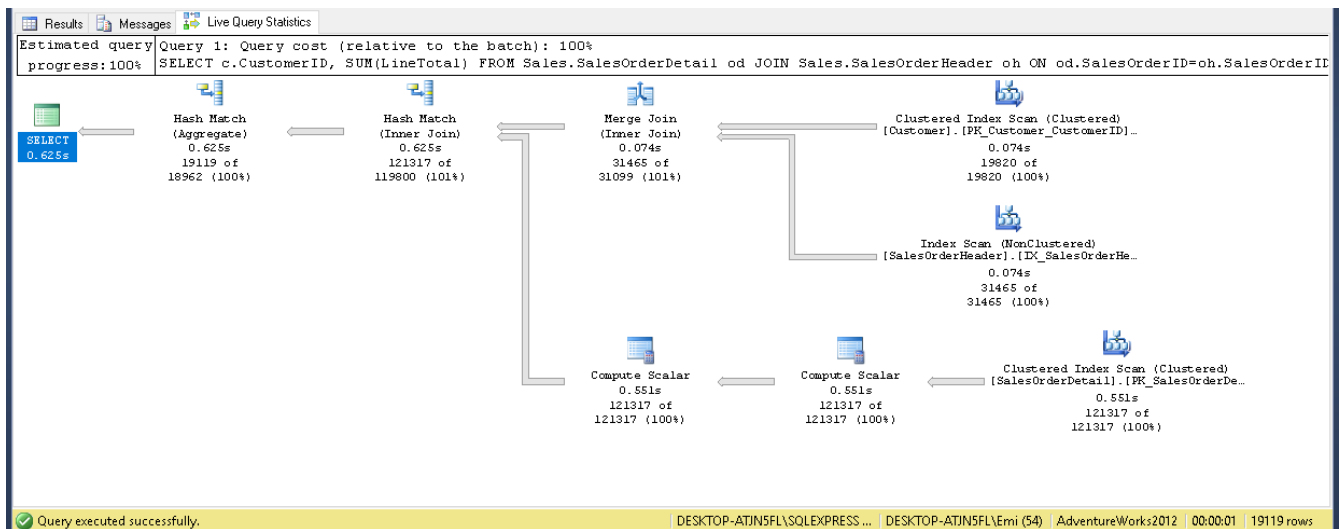 Results Messages Live Query Statistics
Estimated query progress:100%
Query 1: Query cost (relative to the batch): 100%
SELECT c.CustomerID, SUM(LineTotal) FROM Sales.SalesOrderDetail od JOIN Sales.SalesOrderHeader oh ON od.SalesOrderID=oh.SalesOrderID
SELECT
0.625s
Hash Match
(Aggregate)
0.625s
19119 of
18962 (100%)
Hash Match
(Inner Join)
0.625s
121317 of
119800 (101%)
Merge Join
(Inner Join)
0.074s
31465 of
31099 (101%)
Clustered Index Scan (Clustered)
[Customer].[PK_Customer_CustomerID]…
0.074s
19820 of
19820 (100%)
Index Scan (NonClustered)
[SalesOrderHeader].[IX_SalesOrderHe…
0.074s
31465 of
31465 (100%)
Compute Scalar
0.551s
121317 of
121317 (100%)
Compute Scalar
0.551s
121317 of
121317 (100%)
Clustered Index Scan (Clustered)
[SalesOrderDetail].[PK_SalesOrderDe…
0.551s
121317 of
121317 (100%)
Query executed successfully. DESKTOP-ATJN5FL\SQLEXPRESS ... DESKTOP-ATJN5FL\Emi (54) AdventureWorks2012 00:00:01 19119 rows